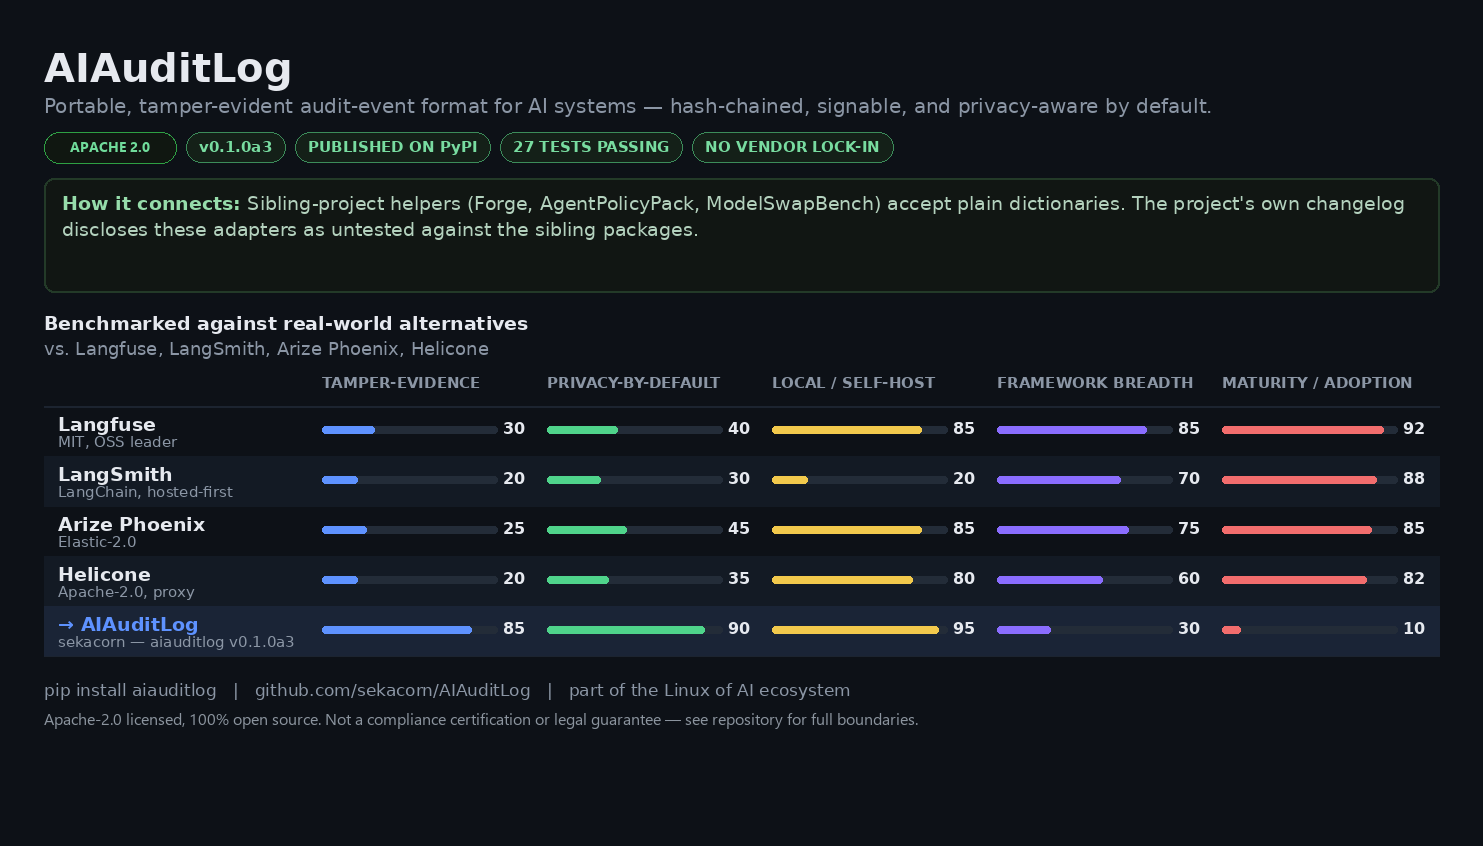 AIAuditLog
Portable, tamper-evident audit-event format for AI systems — hash-chained, signable, and privacy-aware by default.
APACHE 2.0 v0.1.0a3 PUBLISHED ON PyPI 27 TESTS PASSING NO VENDOR LOCK-IN
How it connects: Sibling-project helpers (Forge, AgentPolicyPack, ModelSwapBench) accept plain dictionaries. The project's own changelog
discloses these adapters as untested against the sibling packages.
Benchmarked against real-world alternatives
vs. Langfuse, LangSmith, Arize Phoenix, Helicone
TAMPER-EVIDENCE PRIVACY-BY-DEFAULT LOCAL / SELF-HOST FRAMEWORK BREADTH MATURITY / ADOPTION
Langfuse 30 40 85 85 92
MIT, OSS leader
LangSmith 20 30 20 70 88
LangChain, hosted-first
Arize Phoenix 25 45 85 75 85
Elastic-2.0
Helicone 20 35 80 60 82
Apache-2.0, proxy
→ AIAuditLog 85 90 95 30 10
sekacorn — aiauditlog v0.1.0a3
pip install aiauditlog | github.com/sekacorn/AIAuditLog | part of the Linux of AI ecosystem
Apache-2.0 licensed, 100% open source. Not a compliance certification or legal guarantee — see repository for full boundaries.